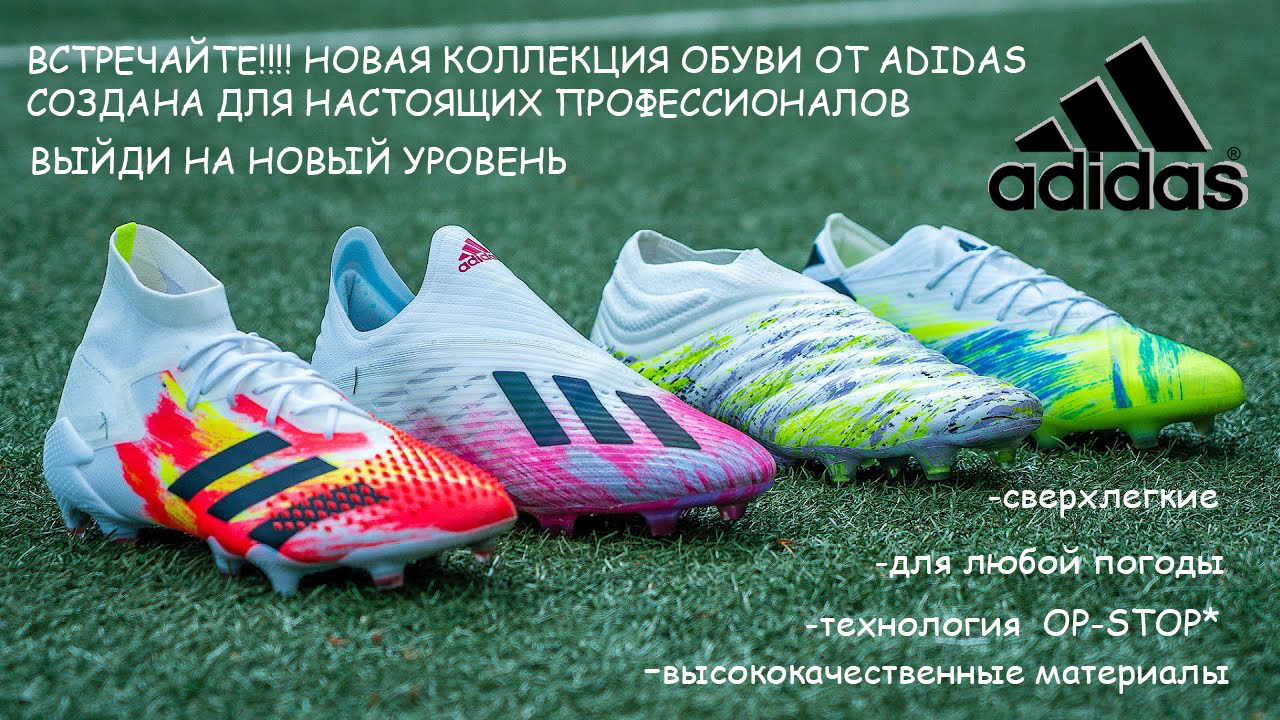 ВСТРЕЧАЙТЕ!!!! НОВАЯ КОЛЛЕКЦИЯ ОБУВИ ОТ ADIDAS
СОЗДАНА ДЛЯ НАСТОЯЩИХ ПРОФЕССИОНАЛОВ
ВЫЙДИ НА НОВЫЙ УРОВЕНЬ
adidas®
adidas
-сверхлегкие
-для любой погоды
-технология OP-STOP*
-высококачественные материалы